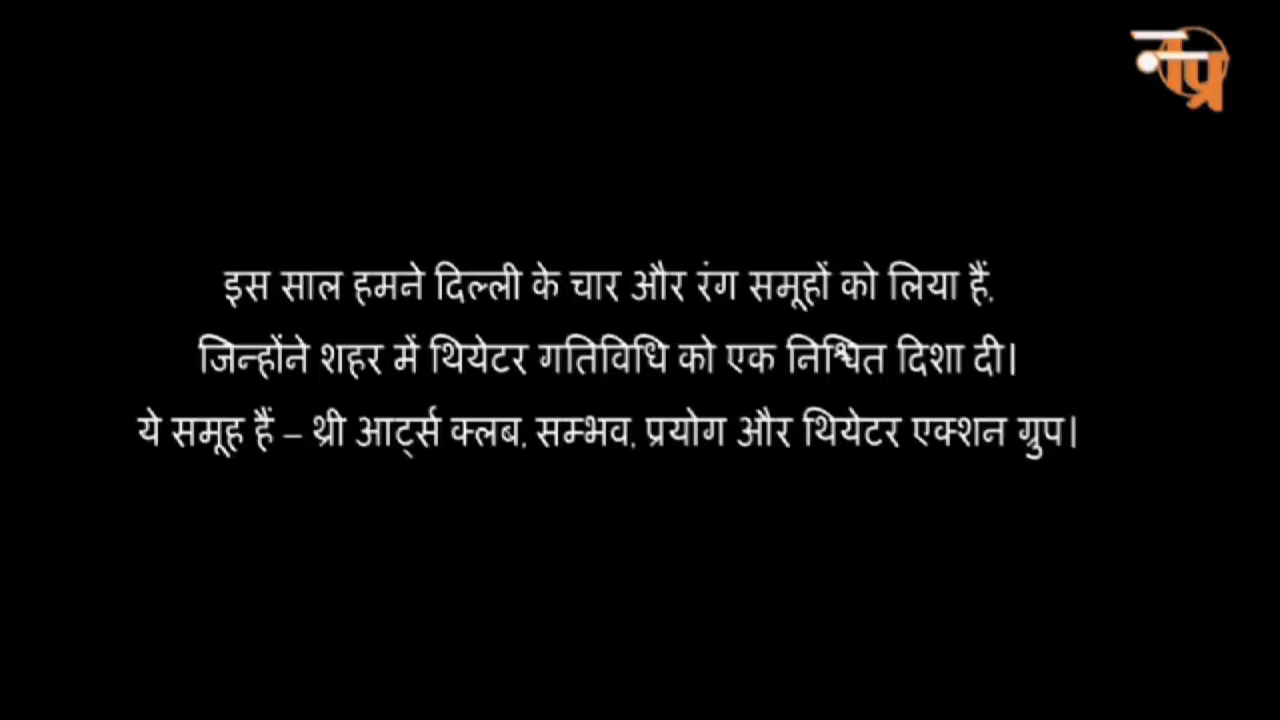 इस साल हमने दिल्ली के चार और रंग समूहों को लिया हैं,
जिन्होंने शहर में थियेटर गतिविधि को एक निश्चित दिशा दी।
ये समूह हैं – थ्री आर्ट्स क्लब, सम्भव, प्रयोग और थियेटर एक्शन ग्रुप।